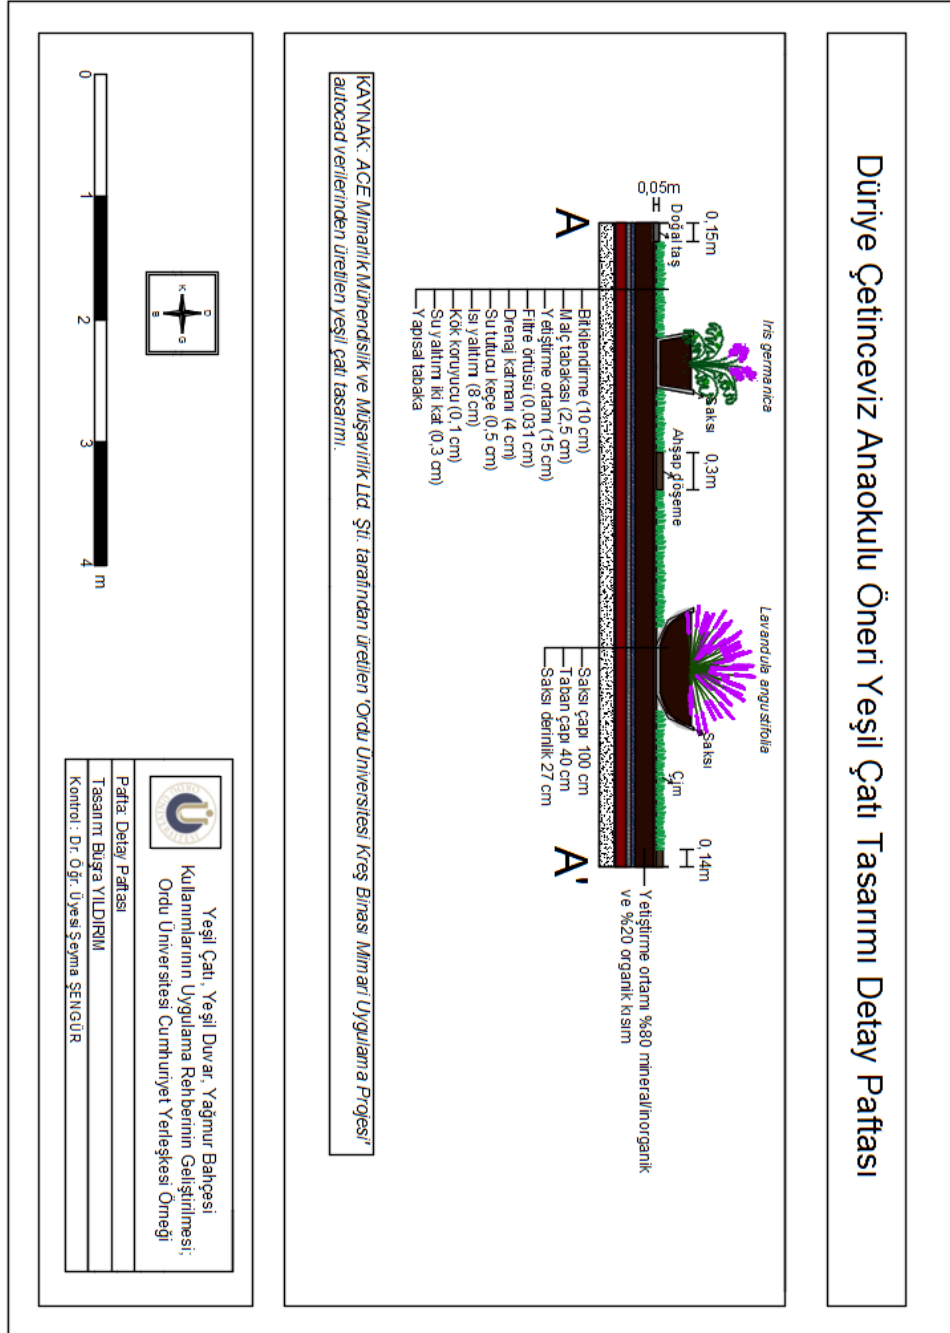 Düriye Çetinceviz Anaokulu Öneri Yeşil Çatı Tasarımı Detay Paftası
Iris germanica
Lavandula angustifolia
0,15m
0,05m
Doğal taş
Saksı
0,3m
Ahşap döşeme
Saksı
Çim
0,14m
A
A'
Bitkilendirme (10 cm)
Malç tabakası (2,5 cm)
Yetiştirme ortamı (15 cm)
Filtre örtüsü (0,031 cm)
Drenaj katmanı (4 cm)
Su tutucu keçe (0,5 cm)
Isı yalıtımı (8 cm)
Kök koruyucu (0,1 cm)
Su yalıtımı iki kat (0,3 cm)
Yapısal tabaka
Saksı çapı 100 cm
Taban çapı 40 cm
Saksı derinlik 27 cm
Yetiştirme ortamı %80 mineral/inorganik
ve %20 organik kısım
KAYNAK: ACE Mimarlık Mühendislik ve Müşavirlik Ltd. Şti. tarafından üretilen 'Ordu Üniversitesi Kreş Binası Mimari Uygulama Projesi'
autocad verilerinden üretilen yeşil çatı tasarımı.
K
D
B
G
0
1
2
3
4
m
Yeşil Çatı, Yeşil Duvar, Yağmur Bahçesi
Kullanımlarının Uygulama Rehberinin Geliştirilmesi;
Ordu Üniversitesi Cumhuriyet Yerleşkesi Örneği
Pafta: Detay Paftası
Tasarım: Büşra YILDIRIM
Kontrol: Dr. Öğr. Üyesi Şeyma ŞENGÜR